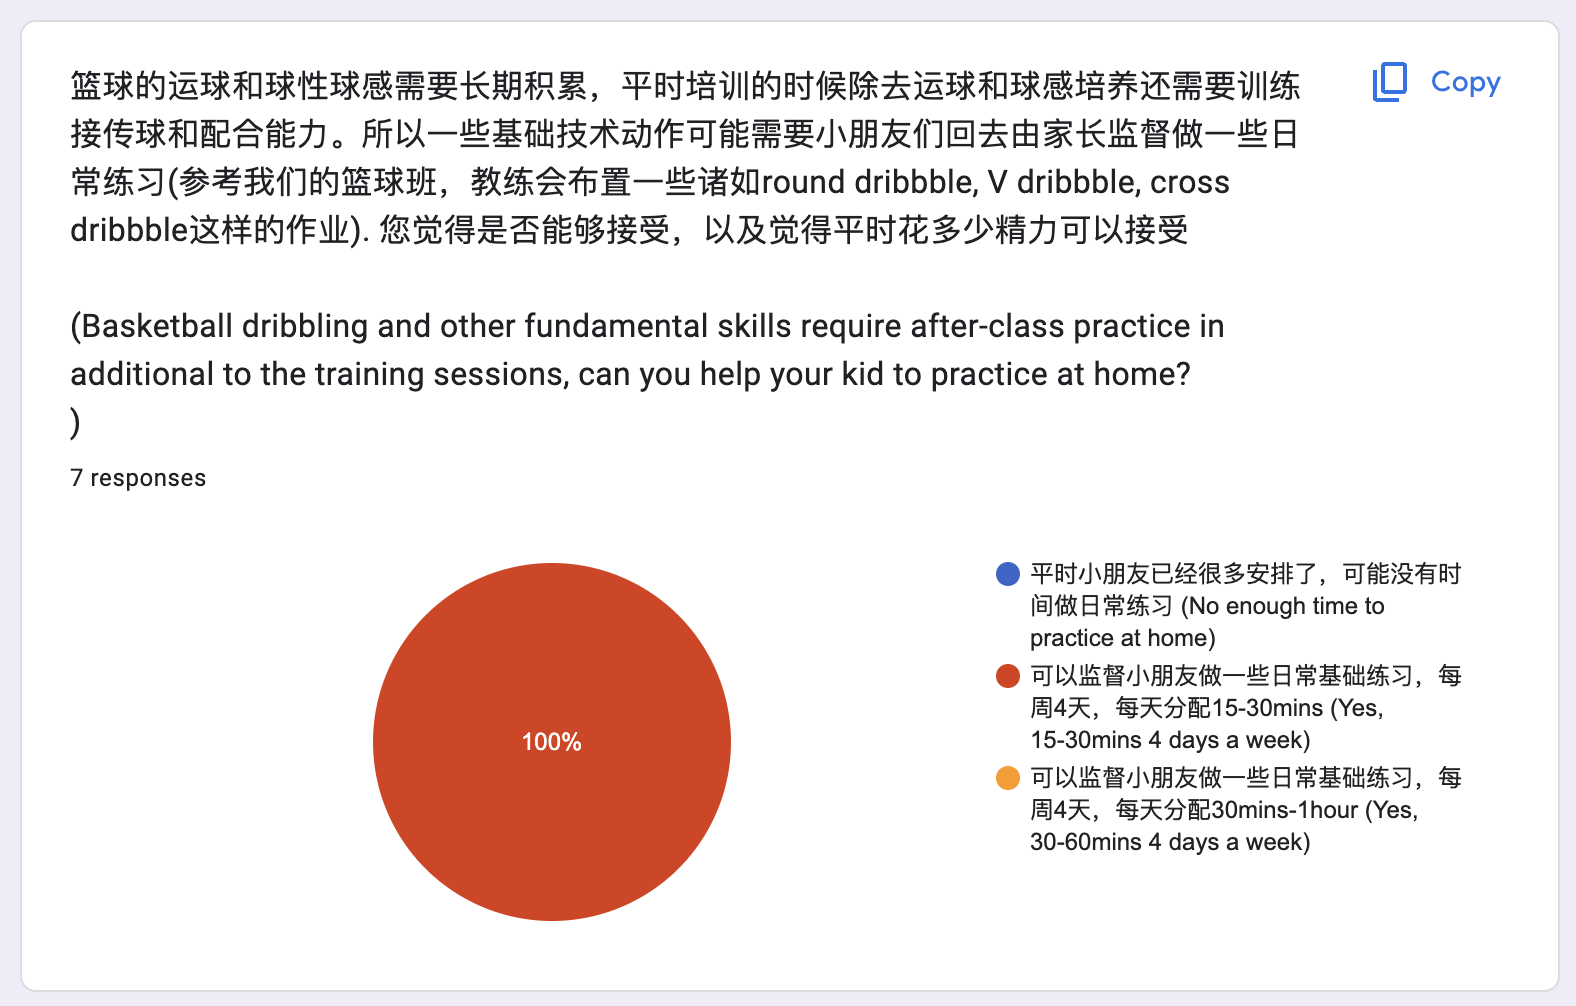 篮球的运球和球性球感需要长期积累，平时培训的时候除去运球和球感培养还需要训练
接传球和配合能力。所以一些基础技术动作可能需要小朋友们回去由家长监督做一些日
常练习(参考我们的篮球班，教练会布置一些诸如round dribbble, V dribbble, cross
dribbble这样的作业). 您觉得是否能够接受，以及觉得平时花多少精力可以接受
(Basketball dribbling and other fundamental skills require after-class practice in
additional to the training sessions, can you help your kid to practice at home?
)
Copy
7 responses
100%
平时小朋友已经很多安排了，可能没有时
间做日常练习 (No enough time to
practice at home)
可以监督小朋友做一些日常基础练习，每
周4天，每天分配15-30mins (Yes,
15-30mins 4 days a week)
可以监督小朋友做一些日常基础练习，每
周4天，每天分配30mins-1hour (Yes,
30-60mins 4 days a week)